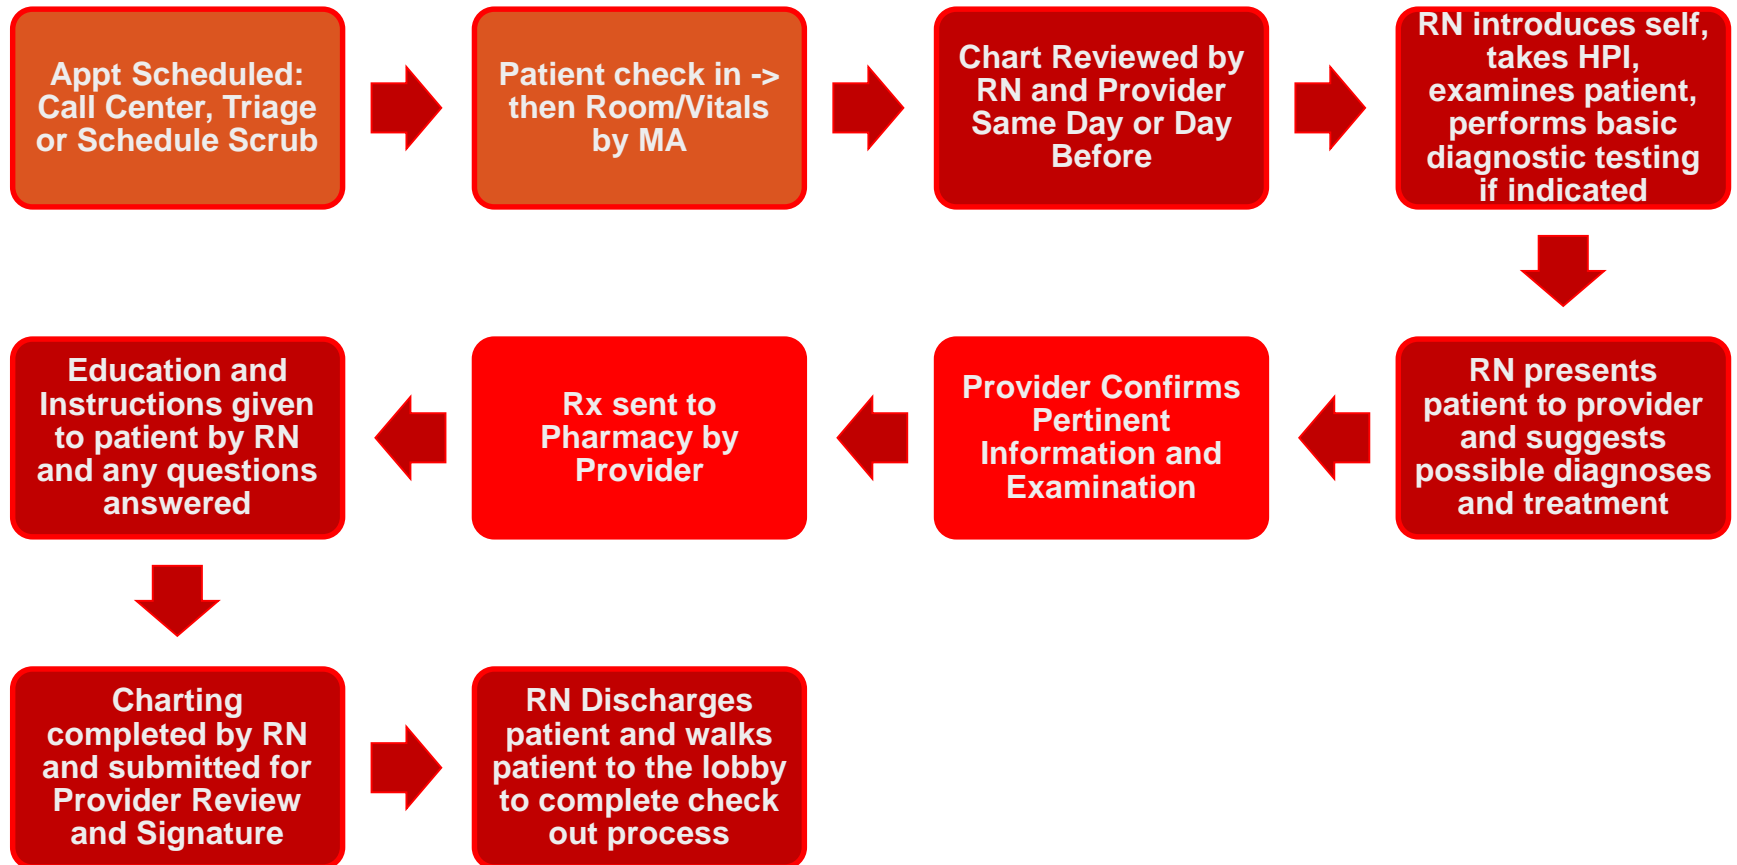 Appt Scheduled:
Call Center, Triage
or Schedule Scrub
Patient check in ->
then Room/Vitals
by MA
Chart Reviewed by
RN and Provider
Same Day or Day
Before
RN introduces self,
takes HPI,
examines patient,
performs basic
diagnostic testing
if indicated
RN presents
patient to provider
and suggests
possible diagnoses
and treatment
Provider Confirms
Pertinent
Information and
Examination
Rx sent to
Pharmacy by
Provider
Education and
Instructions given
to patient by RN
and any questions
answered
Charting
completed by RN
and submitted for
Provider Review
and Signature
RN Discharges
patient and walks
patient to the lobby
to complete check
out process